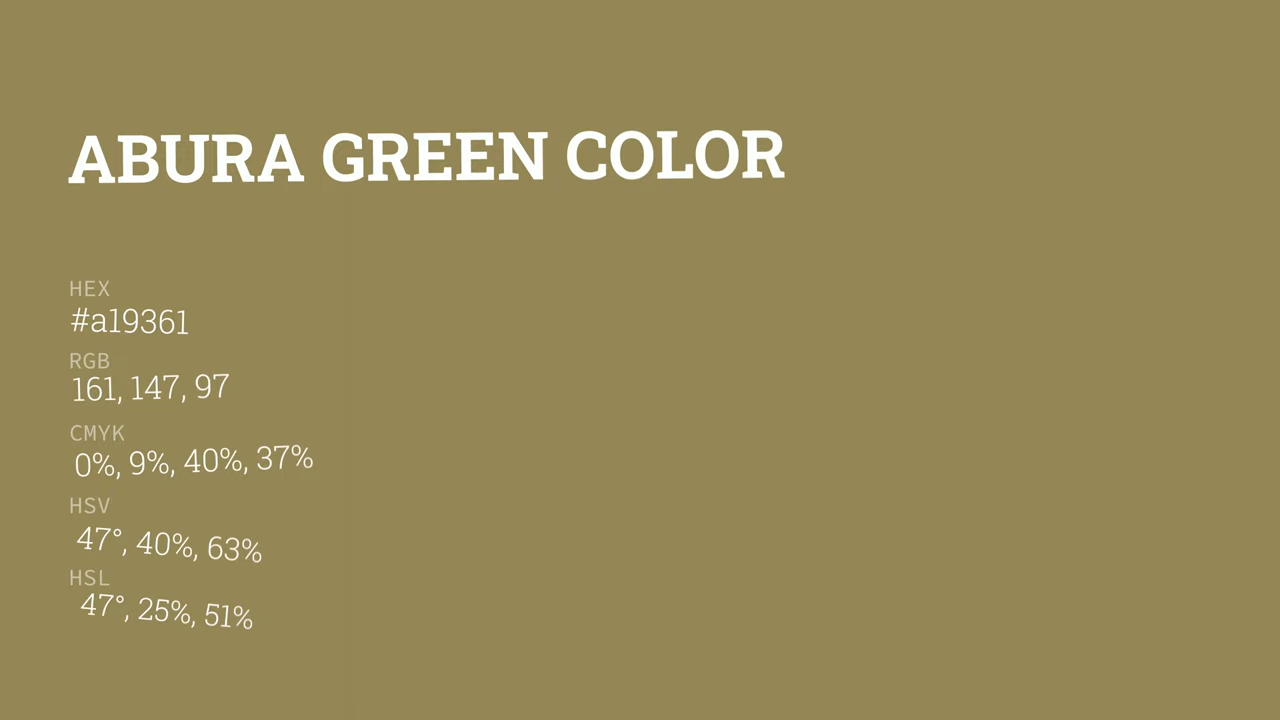 ABURA GREEN COLOR
HEX
#a19361
RGB
161, 147, 97
CMYK
0%, 9%, 40%, 37%
HSV
47°, 40%, 63%
HSL
47°, 25%, 51%